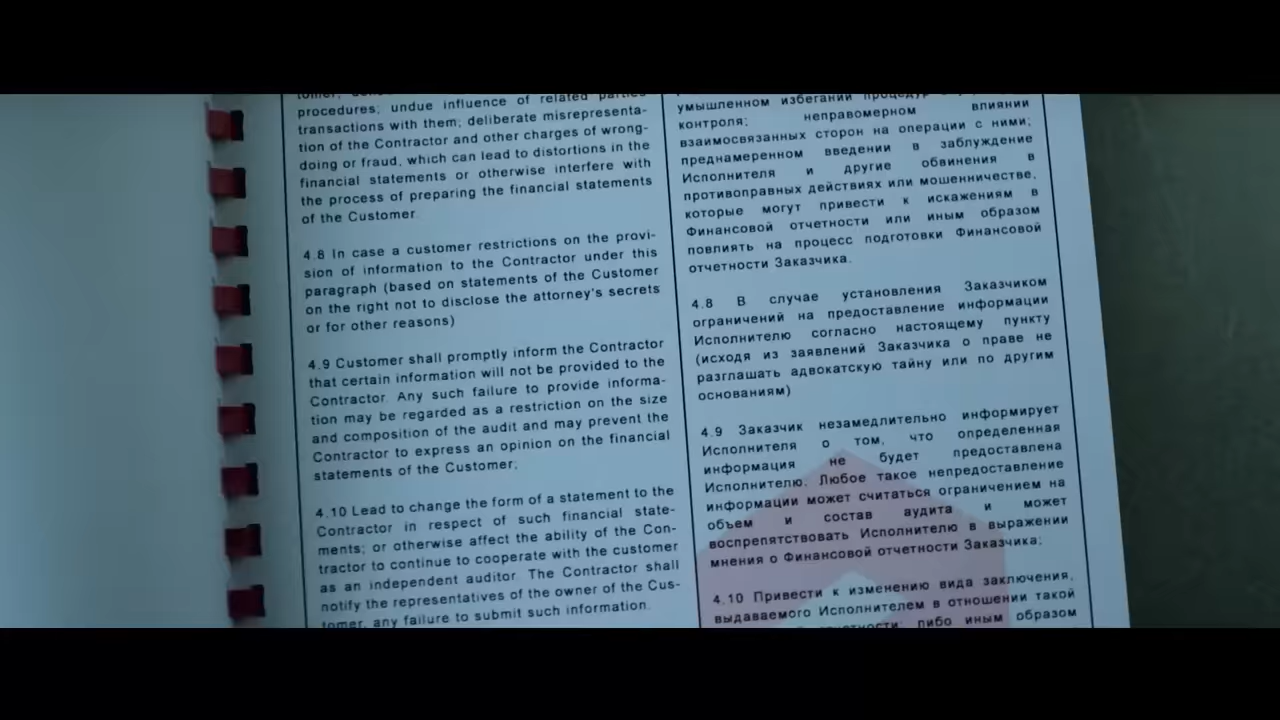 procedures; undue influence of related parties
transactions with them; deliberate misrepresenta-
tion of the Contractor and other charges of wrong-
doing or fraud, which can lead to distortions in the
financial statements or otherwise interfere with
the process of preparing the financial statements
of the Customer.
4.8 In case a customer restrictions on the provi-
sion of information to the Contractor under this
paragraph (based on statements of the Customer
on the right not to disclose the attorney's secrets
or for other reasons)
4.9 Customer shall promptly inform the Contractor
that certain information will not be provided to the
Contractor. Any such failure to provide informa-
tion may be regarded as a restriction on the size
and composition of the audit and may prevent the
Contractor to express an opinion on the financial
statements of the Customer;
4.10 Lead to change the form of a statement to the
Contractor in respect of such financial state-
ments; or otherwise affect the ability of the Con-
tractor to continue to cooperate with the customer
as an independent auditor. The Contractor shall
notify the representatives of the owner of the Cus-
tomer, any failure to submit such information.
умышленном избегании процедур
контроля; неправомерном влиянии
взаимосвязанных сторон на операции с ними;
преднамеренном введении в заблуждение
Исполнителя и другие обвинения в
противоправных действиях или мошенничестве,
которые могут привести к искажениям в
Финансовой отчетности или иным образом
повлиять на процесс подготовки Финансовой
отчетности Заказчика.
4.8 В случае установления Заказчиком
ограничений на предоставление информации
Исполнителю согласно настоящему пункту
(исходя из заявлений Заказчика о праве не
разглашать адвокатскую тайну или по другим
основаниям)
4.9 Заказчик незамедлительно информирует
Исполнителя о том, что определенная
информация не будет предоставлена
Исполнителю. Любое такое непредоставление
информации может считаться ограничением на
объем и состав аудита и может
воспрепятствовать Исполнителю в выражении
мнения о Финансовой отчетности Заказчика;
4.10 Привести к изменению вида заключения,
выдаваемого Исполнителем в отношении такой
отчетности; либо иным образом